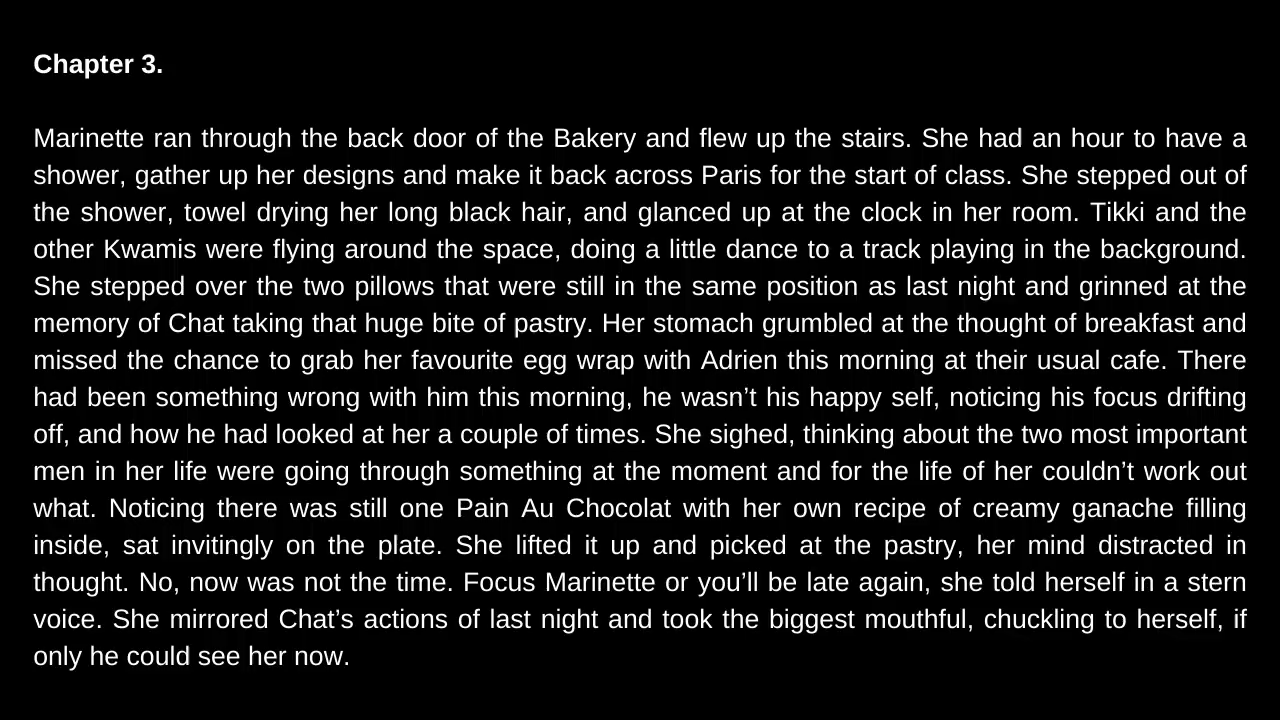 Chapter 3.
Marinette ran through the back door of the Bakery and flew up the stairs. She had an hour to have a
shower, gather up her designs and make it back across Paris for the start of class. She stepped out of
the shower, towel drying her long black hair, and glanced up at the clock in her room. Tikki and the
other Kwamis were flying around the space, doing a little dance to a track playing in the background.
She stepped over the two pillows that were still in the same position as last night and grinned at the
memory of Chat taking that huge bite of pastry. Her stomach grumbled at the thought of breakfast and
missed the chance to grab her favourite egg wrap with Adrien this morning at their usual cafe. There
had been something wrong with him this morning, he wasn’t his happy self, noticing his focus drifting
off, and how he had looked at her a couple of times. She sighed, thinking about the two most important
men in her life were going through something at the moment and for the life of her couldn’t work out
what. Noticing there was still one Pain Au Chocolat with her own recipe of creamy ganache filling
inside, sat invitingly on the plate. She lifted it up and picked at the pastry, her mind distracted in
thought. No, now was not the time. Focus Marinette or you’ll be late again, she told herself in a stern
voice. She mirrored Chat’s actions of last night and took the biggest mouthful, chuckling to herself, if
only he could see her now.